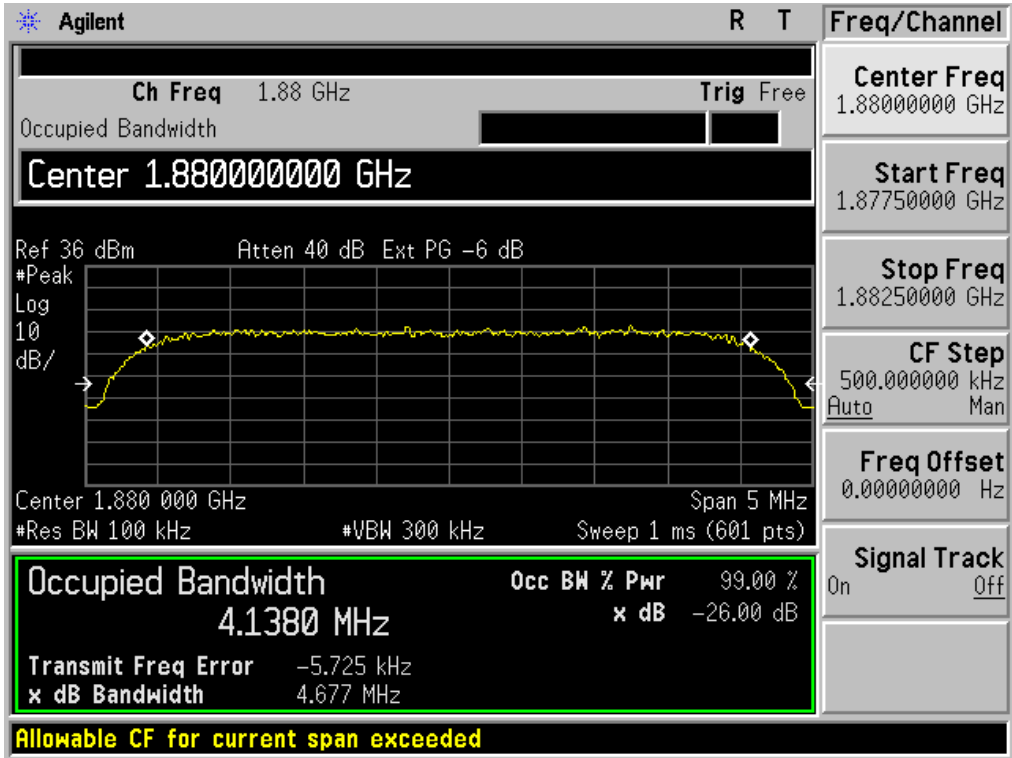 Agilent R T
Freq/Channel
Ch Freq 1.88 GHz Trig Free
Occupied Bandwidth
Center 1.880000000 GHz
Ref 36 dBm Atten 40 dB Ext PG -6 dB
#Peak
Log
10
dB/
Center 1.880 000 GHz Span 5 MHz
#Res BW 100 kHz #VBW 300 kHz Sweep 1 ms (601 pts)
Occupied Bandwidth Occ BW % Pwr 99.00 %
4.1380 MHz x dB -26.00 dB
Transmit Freq Error -5.725 kHz
x dB Bandwidth 4.677 MHz
Allowable CF for current span exceeded
Center Freq
1.88000000 GHz
Start Freq
1.87750000 GHz
Stop Freq
1.88250000 GHz
CF Step
500.000000 kHz
Auto Man
Freq Offset
0.00000000 Hz
Signal Track
On Off